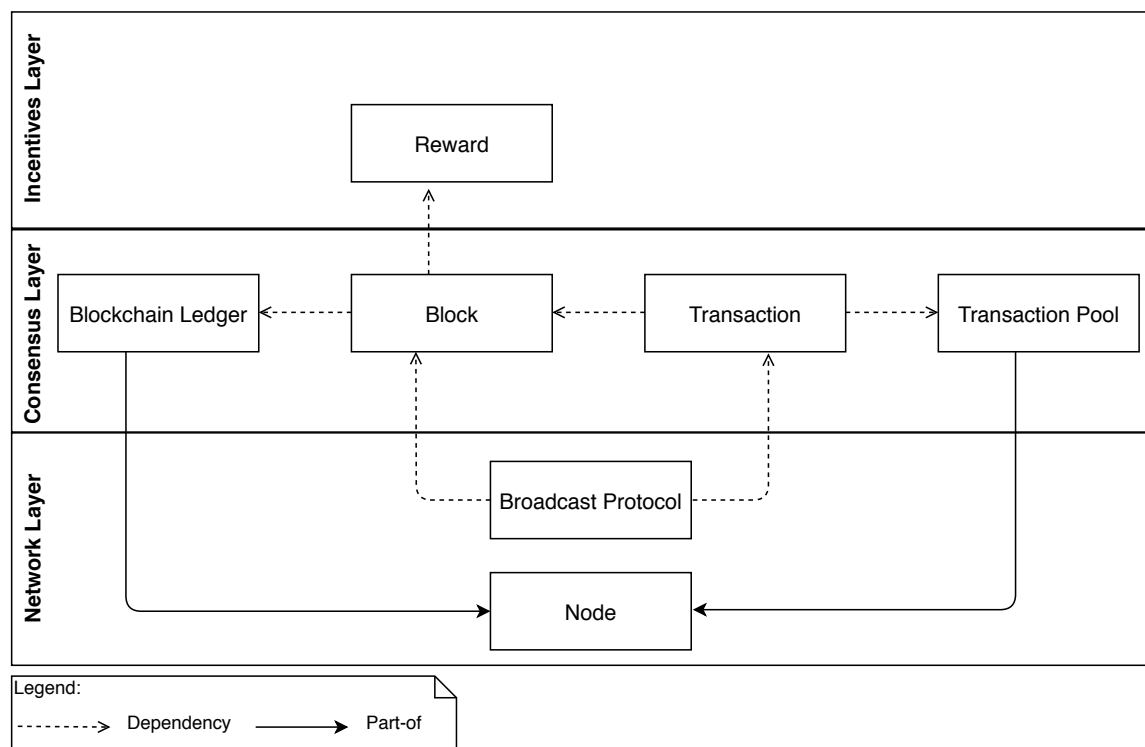 Incentives Layer
Reward
Consensus Layer
Blockchain Ledger
Block
Transaction
Transaction Pool
Network Layer
Broadcast Protocol
Node
Legend:
Dependency
Part-of